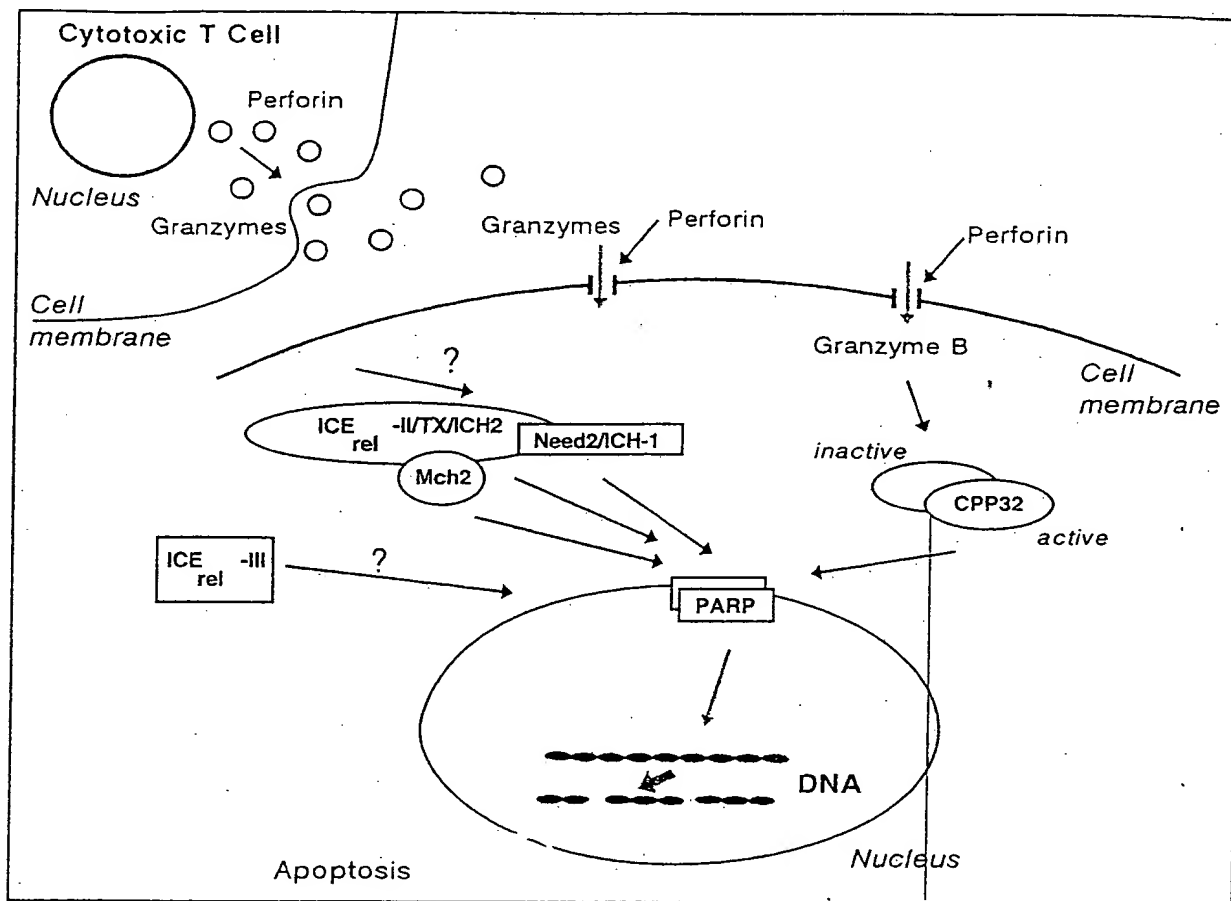 Cytotoxic T Cell
Perforin
Nucleus
Granzymes
Granzymes
Perforin
Perforin
Cell
membrane
Granzyme B
Cell
membrane
?
ICE rel -II/TX/ICH2
Need2/ICH-1
Mch2
inactive
CPP32
active
ICE rel -III
?
PARP
DNA
Apoptosis
Nucleus